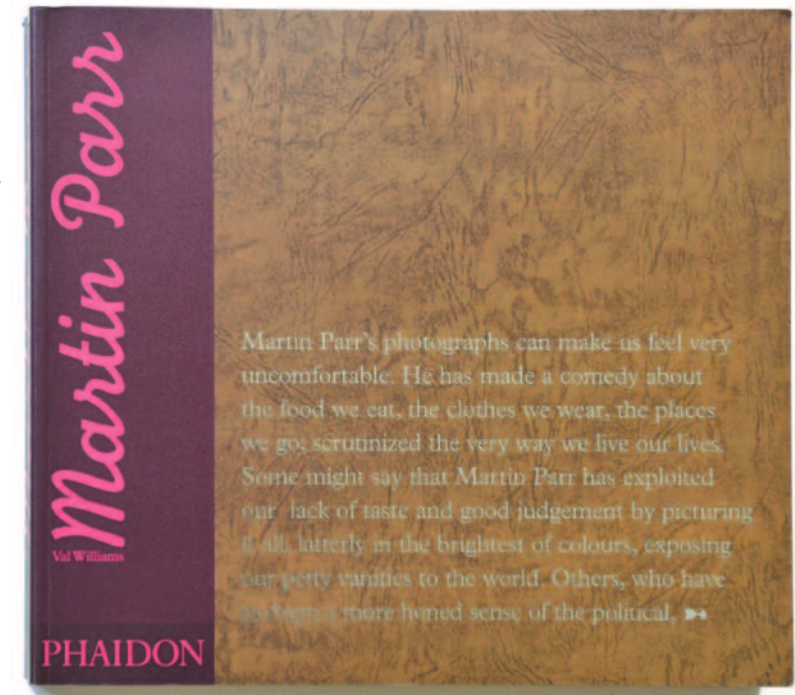 Martin Parr
Val Williams
PHAIDON
Martin Parr's photographs can make us feel very
uncomfortable. He has made a comedy about
the food we eat, the clothes we wear, the places
we go; scrutinized the very way we live our lives.
Some might say that Martin Parr has exploited
our lack of taste and good judgement by picturing
it all, latterly in the brightest of colours, exposing
our petty vanities to the world. Others, who have
perhaps a more honed sense of the political, ➳